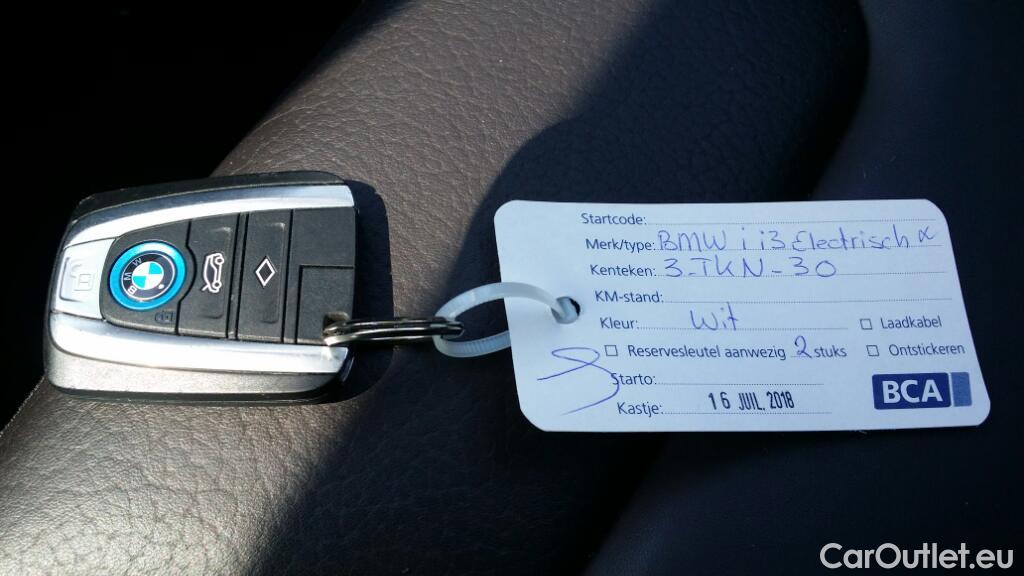 BMW
Startcode:
Merk/type: BMW i i3 Electrisch
Kenteken: 3-TKN-30
KM-stand:
Kleur: Wit
Laadkabel
Reservesleutel aanwezig 2 stuks
Ontstickeren
Starto:
Kastje: 16 JUIL. 2018
BCA
CarOutlet.eu